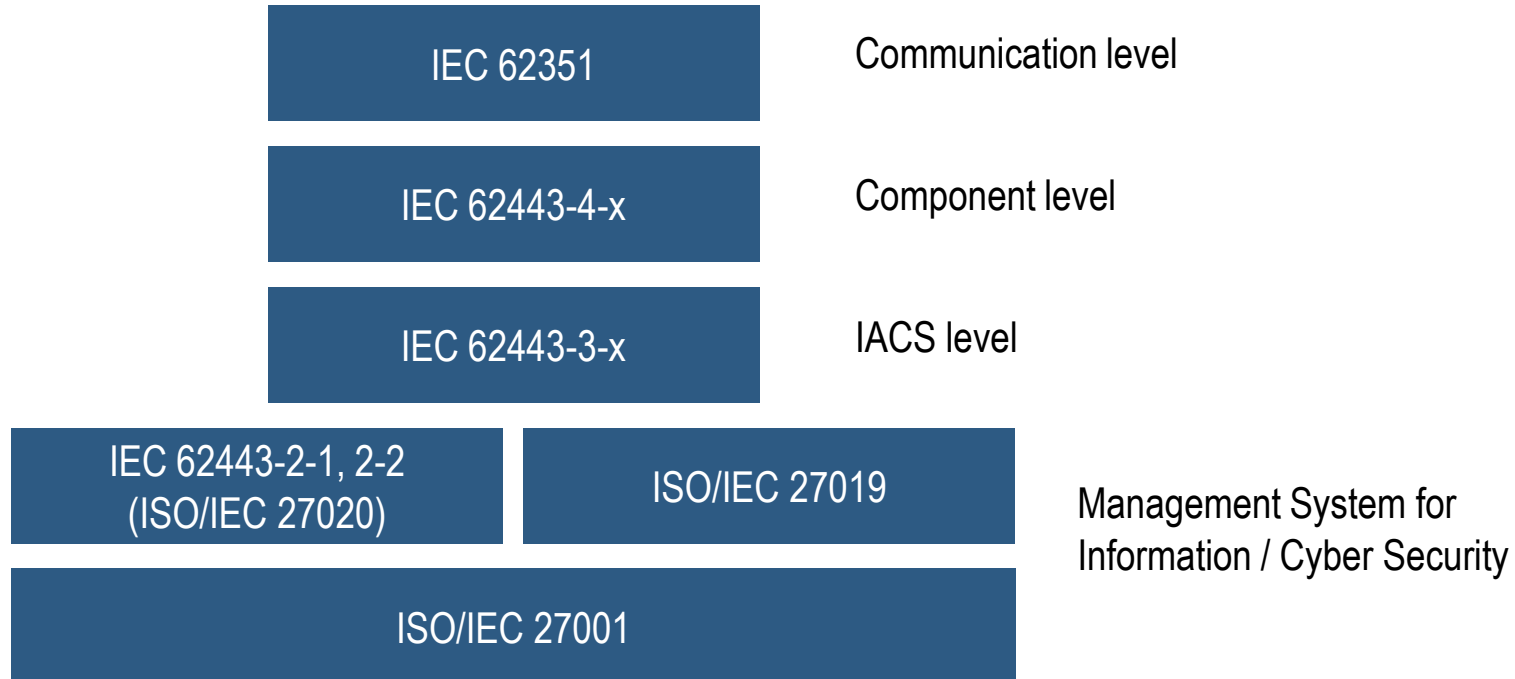 IEC 62351
Communication level
IEC 62443-4-x
Component level
IEC 62443-3-x
IACS level
IEC 62443-2-1, 2-2
(ISO/IEC 27020)
ISO/IEC 27019
Management System for
Information / Cyber Security
ISO/IEC 27001